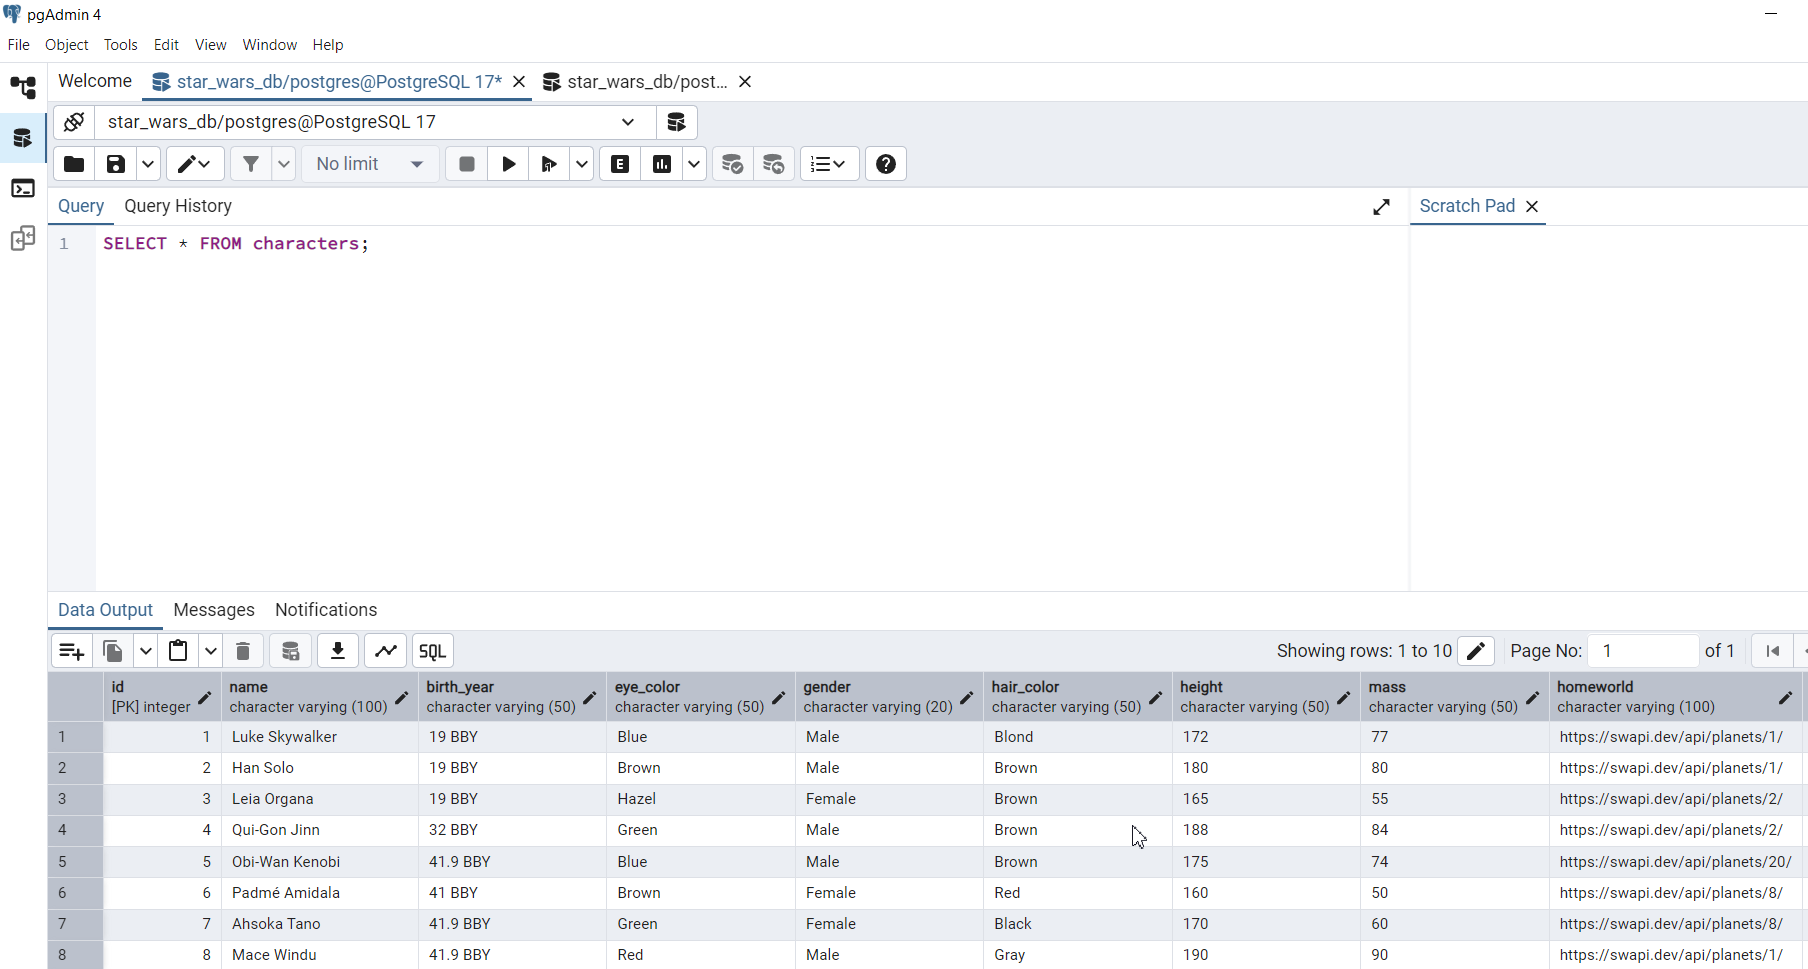 pgAdmin 4
File Object Tools Edit View Window Help
Welcome star_wars_db/postgres@PostgreSQL 17* star_wars_db/post...
star_wars_db/postgres@PostgreSQL 17
No limit E
Query Query History Scratch Pad
1 SELECT * FROM characters;
Data Output Messages Notifications
SQL Showing rows: 1 to 10 Page No: 1 of 1
id name birth_year eye_color gender hair_color height mass homeworld
[PK] integer character varying (100) character varying (50) character varying (50) character varying (20) character varying (50) character varying (50) character varying (50) character varying (100)
1 1 Luke Skywalker 19 BBY Blue Male Blond 172 77 https://swapi.dev/api/planets/1/
2 2 Han Solo 19 BBY Brown Male Brown 180 80 https://swapi.dev/api/planets/1/
3 3 Leia Organa 19 BBY Hazel Female Brown 165 55 https://swapi.dev/api/planets/2/
4 4 Qui-Gon Jinn 32 BBY Green Male Brown 188 84 https://swapi.dev/api/planets/2/
5 5 Obi-Wan Kenobi 41.9 BBY Blue Male Brown 175 74 https://swapi.dev/api/planets/20/
6 6 Padmé Amidala 41 BBY Brown Female Red 160 50 https://swapi.dev/api/planets/8/
7 7 Ahsoka Tano 41.9 BBY Green Female Black 170 60 https://swapi.dev/api/planets/8/
8 8 Mace Windu 41.9 BBY Red Male Gray 190 90 https://swapi.dev/api/planets/1/